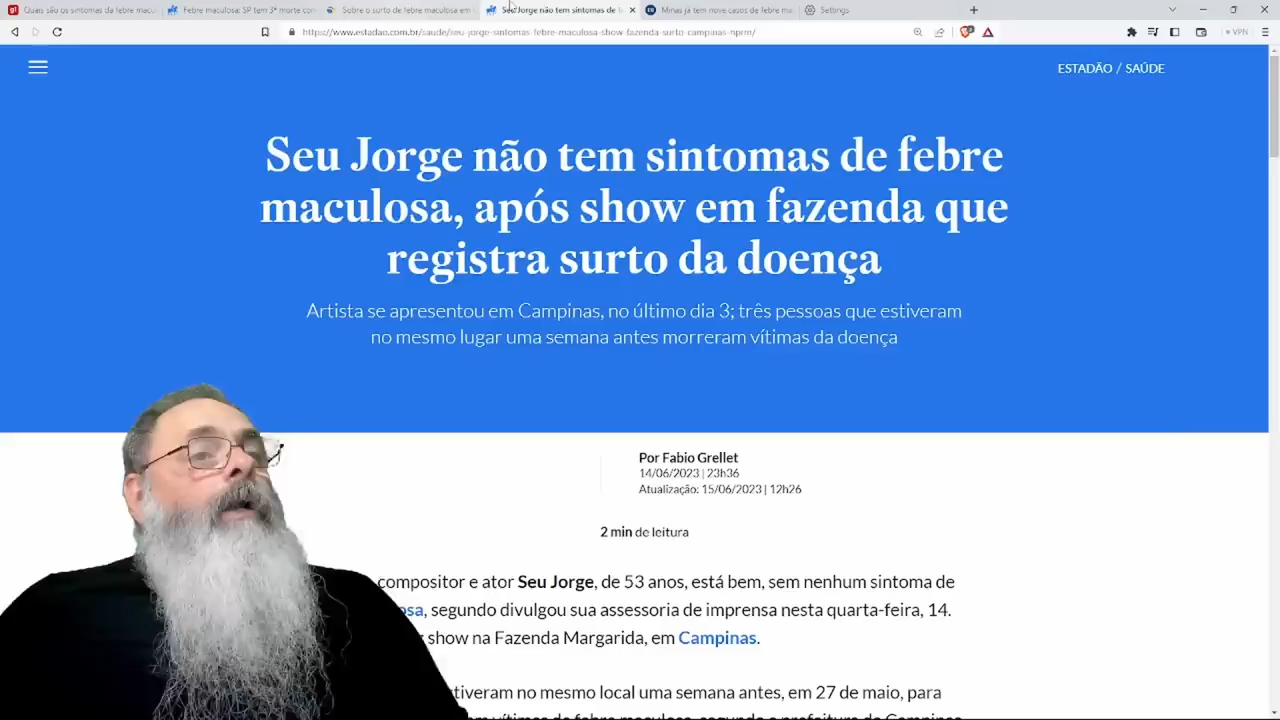 Quais são os sintomas da febre macu
Febre maculosa: SP tem 3ª morte con
Sobre o surto de febre maculosa em
Seu Jorge não tem sintomas de f
Minas já tem nove casos de febre ma
Settings
https://www.estadao.com.br/saude/seu-jorge-sintomas-febre-maculosa-show-fazenda-surto-campinas-nprm/
VPN
ESTADÃO / SAÚDE
Seu Jorge não tem sintomas de febre
maculosa, após show em fazenda que
registra surto da doença
Artista se apresentou em Campinas, no último dia 3; três pessoas que estiveram
no mesmo lugar uma semana antes morreram vítimas da doença
Por Fabio Grellet
14/06/2023 | 23h36
Atualização: 15/06/2023 | 12h26
2 min de leitura
compositor e ator Seu Jorge, de 53 anos, está bem, sem nenhum sintoma de
osa, segundo divulgou sua assessoria de imprensa nesta quarta-feira, 14.
show na Fazenda Margarida, em Campinas.
tiveram no mesmo local uma semana antes, em 27 de maio, para